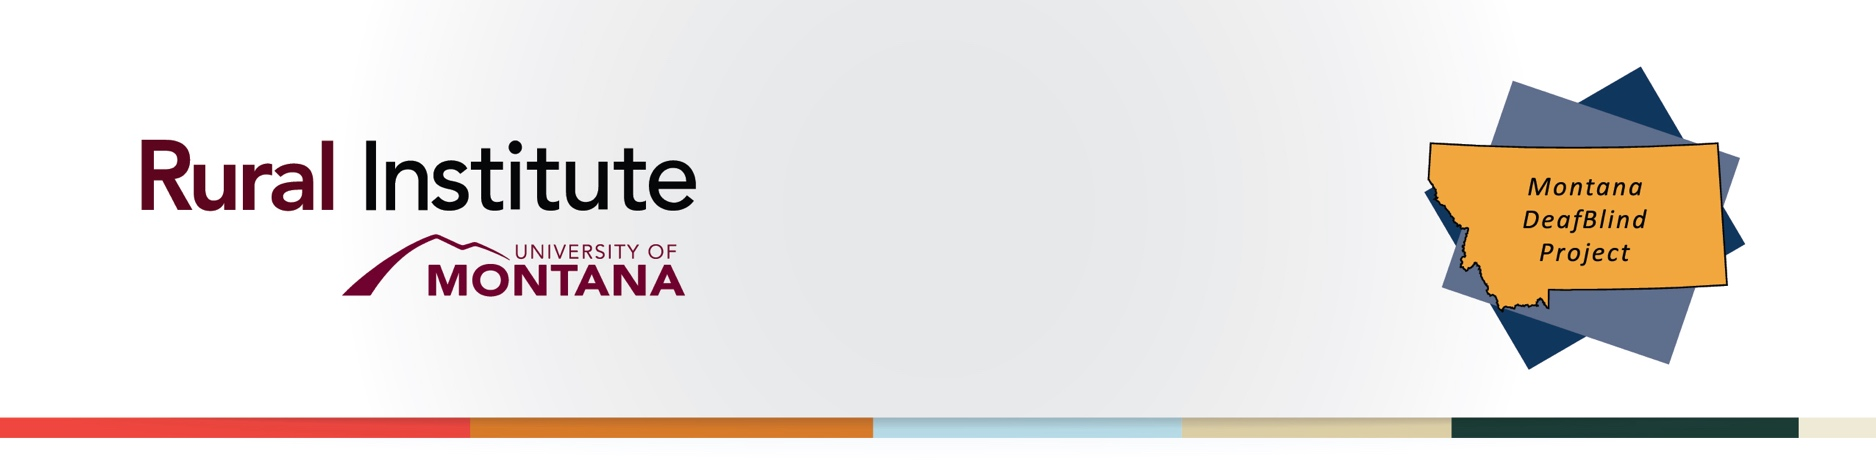 Rural Institute
UNIVERSITY OF
MONTANA
Montana
DeafBlind
Project